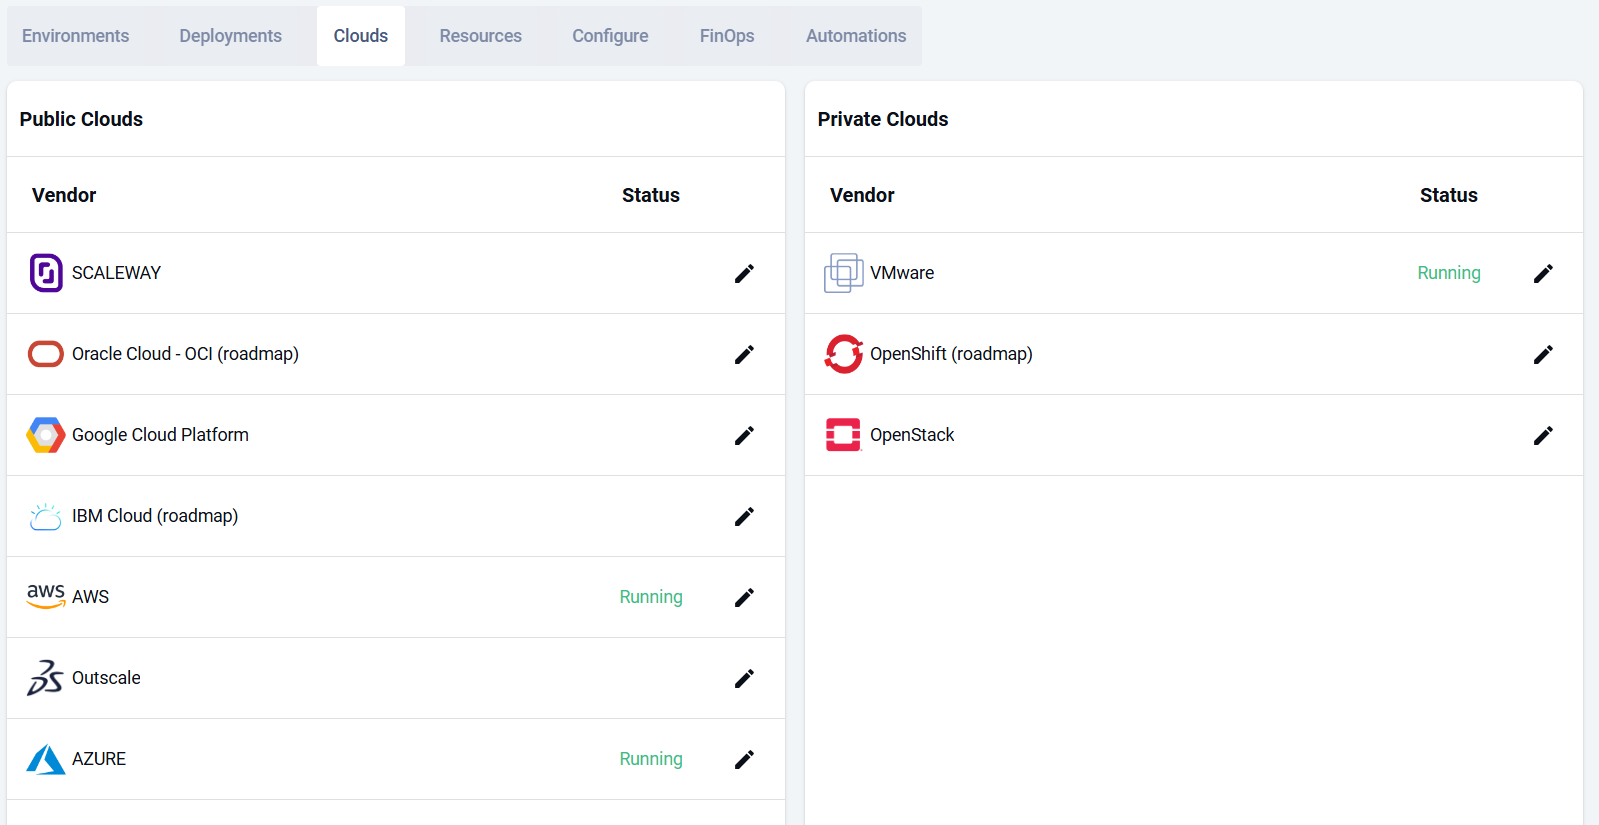 Environments Deployments Clouds Resources Configure FinOps Automations
Public Clouds
Vendor Status
SCALEWAY
Oracle Cloud - OCI (roadmap)
Google Cloud Platform
IBM Cloud (roadmap)
aws AWS Running
Outscale
AZURE Running
Private Clouds
Vendor Status
VMware Running
OpenShift (roadmap)
OpenStack